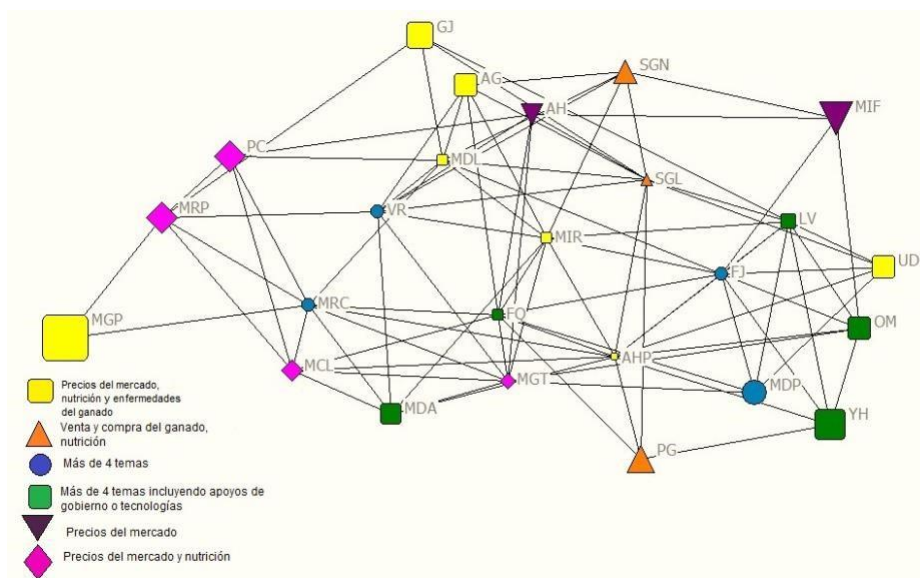 GJ
SGN
AG
AH
MIF
PC
MDL
SGL
MRP
VR
LV
MIR
UD
FJ
MRC
MGP
FQ
OM
AHP
MCL
MGT
MDP
MDA
YH
PG
Precios del mercado,
nutrición y enfermedades
del ganado
Venta y compra del ganado,
nutrición
Más de 4 temas
Más de 4 temas incluyendo apoyos de
gobierno o tecnologías
Precios del mercado
Precios del mercado y nutrición